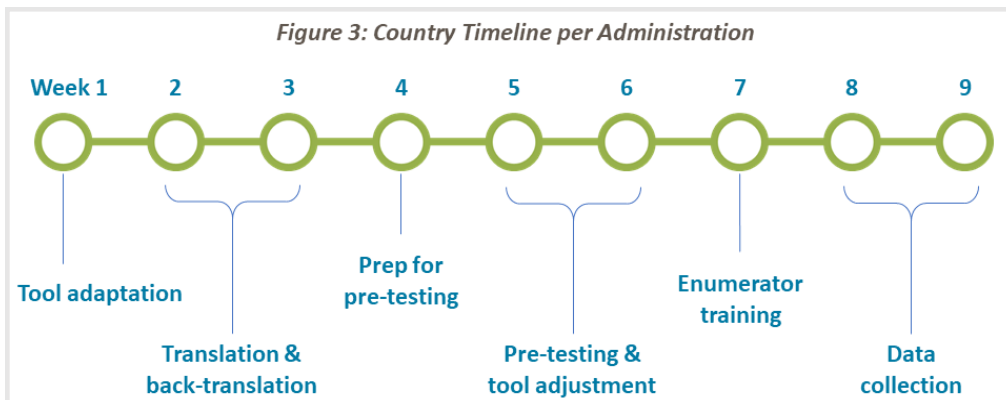 Figure 3: Country Timeline per Administration
Week 1 2 3 4 5 6 7 8 9
Tool adaptation
Translation &
back-translation
Prep for
pre-testing
Pre-testing &
tool adjustment
Enumerator
training
Data
collection